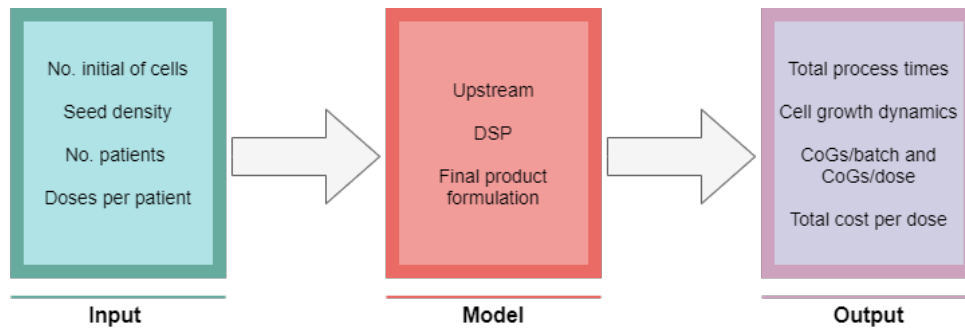 No. initial of cells
Seed density
No. patients
Doses per patient
Input
Upstream
DSP
Final product
formulation
Model
Total process times
Cell growth dynamics
CoGs/batch and
CoGs/dose
Total cost per dose
Output